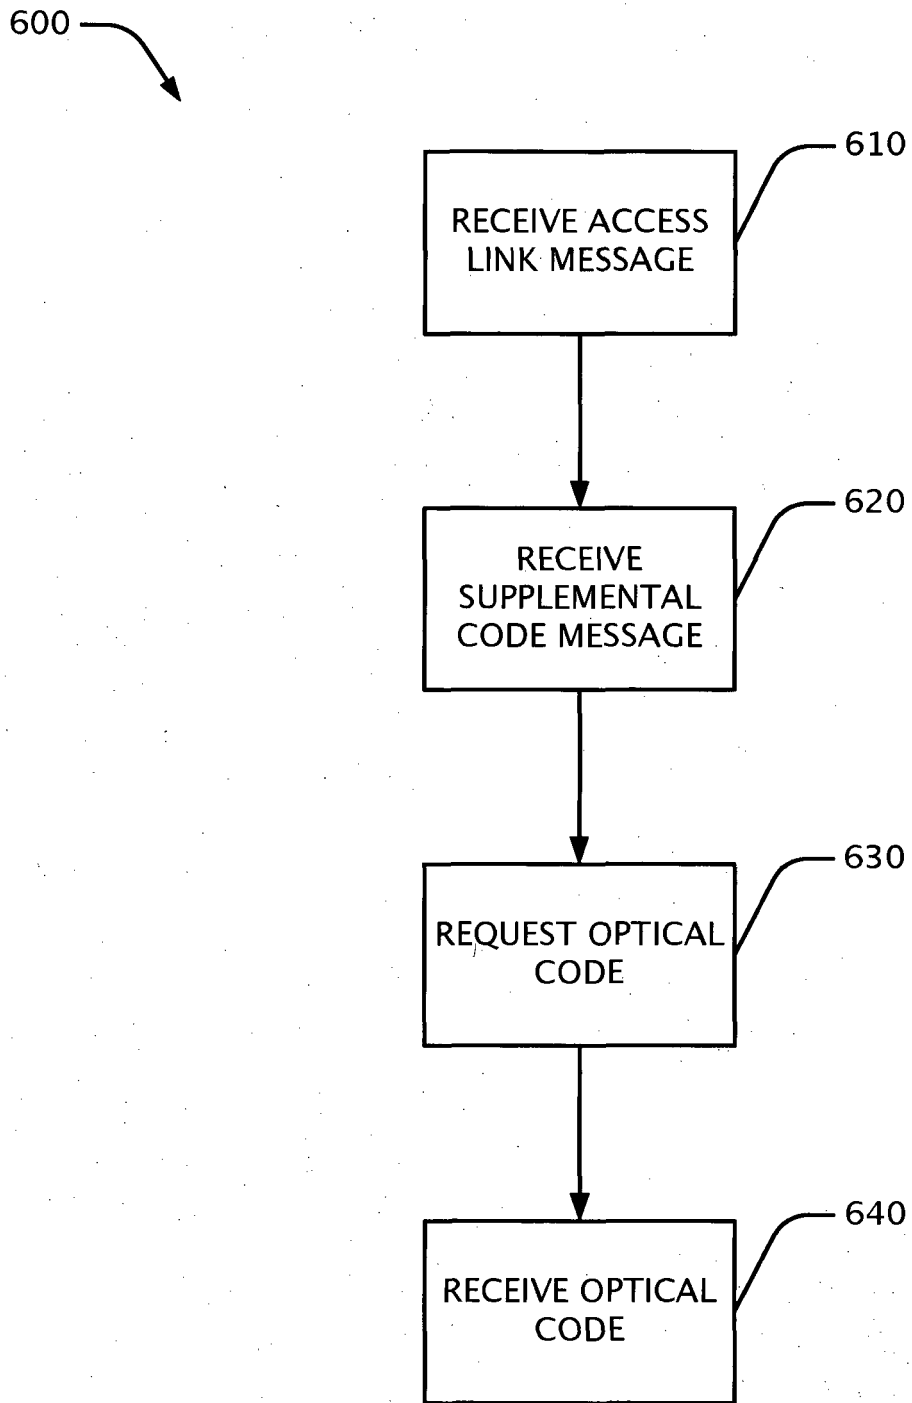 600
610
RECEIVE ACCESS
LINK MESSAGE
620
RECEIVE
SUPPLEMENTAL
CODE MESSAGE
630
REQUEST OPTICAL
CODE
640
RECEIVE OPTICAL
CODE